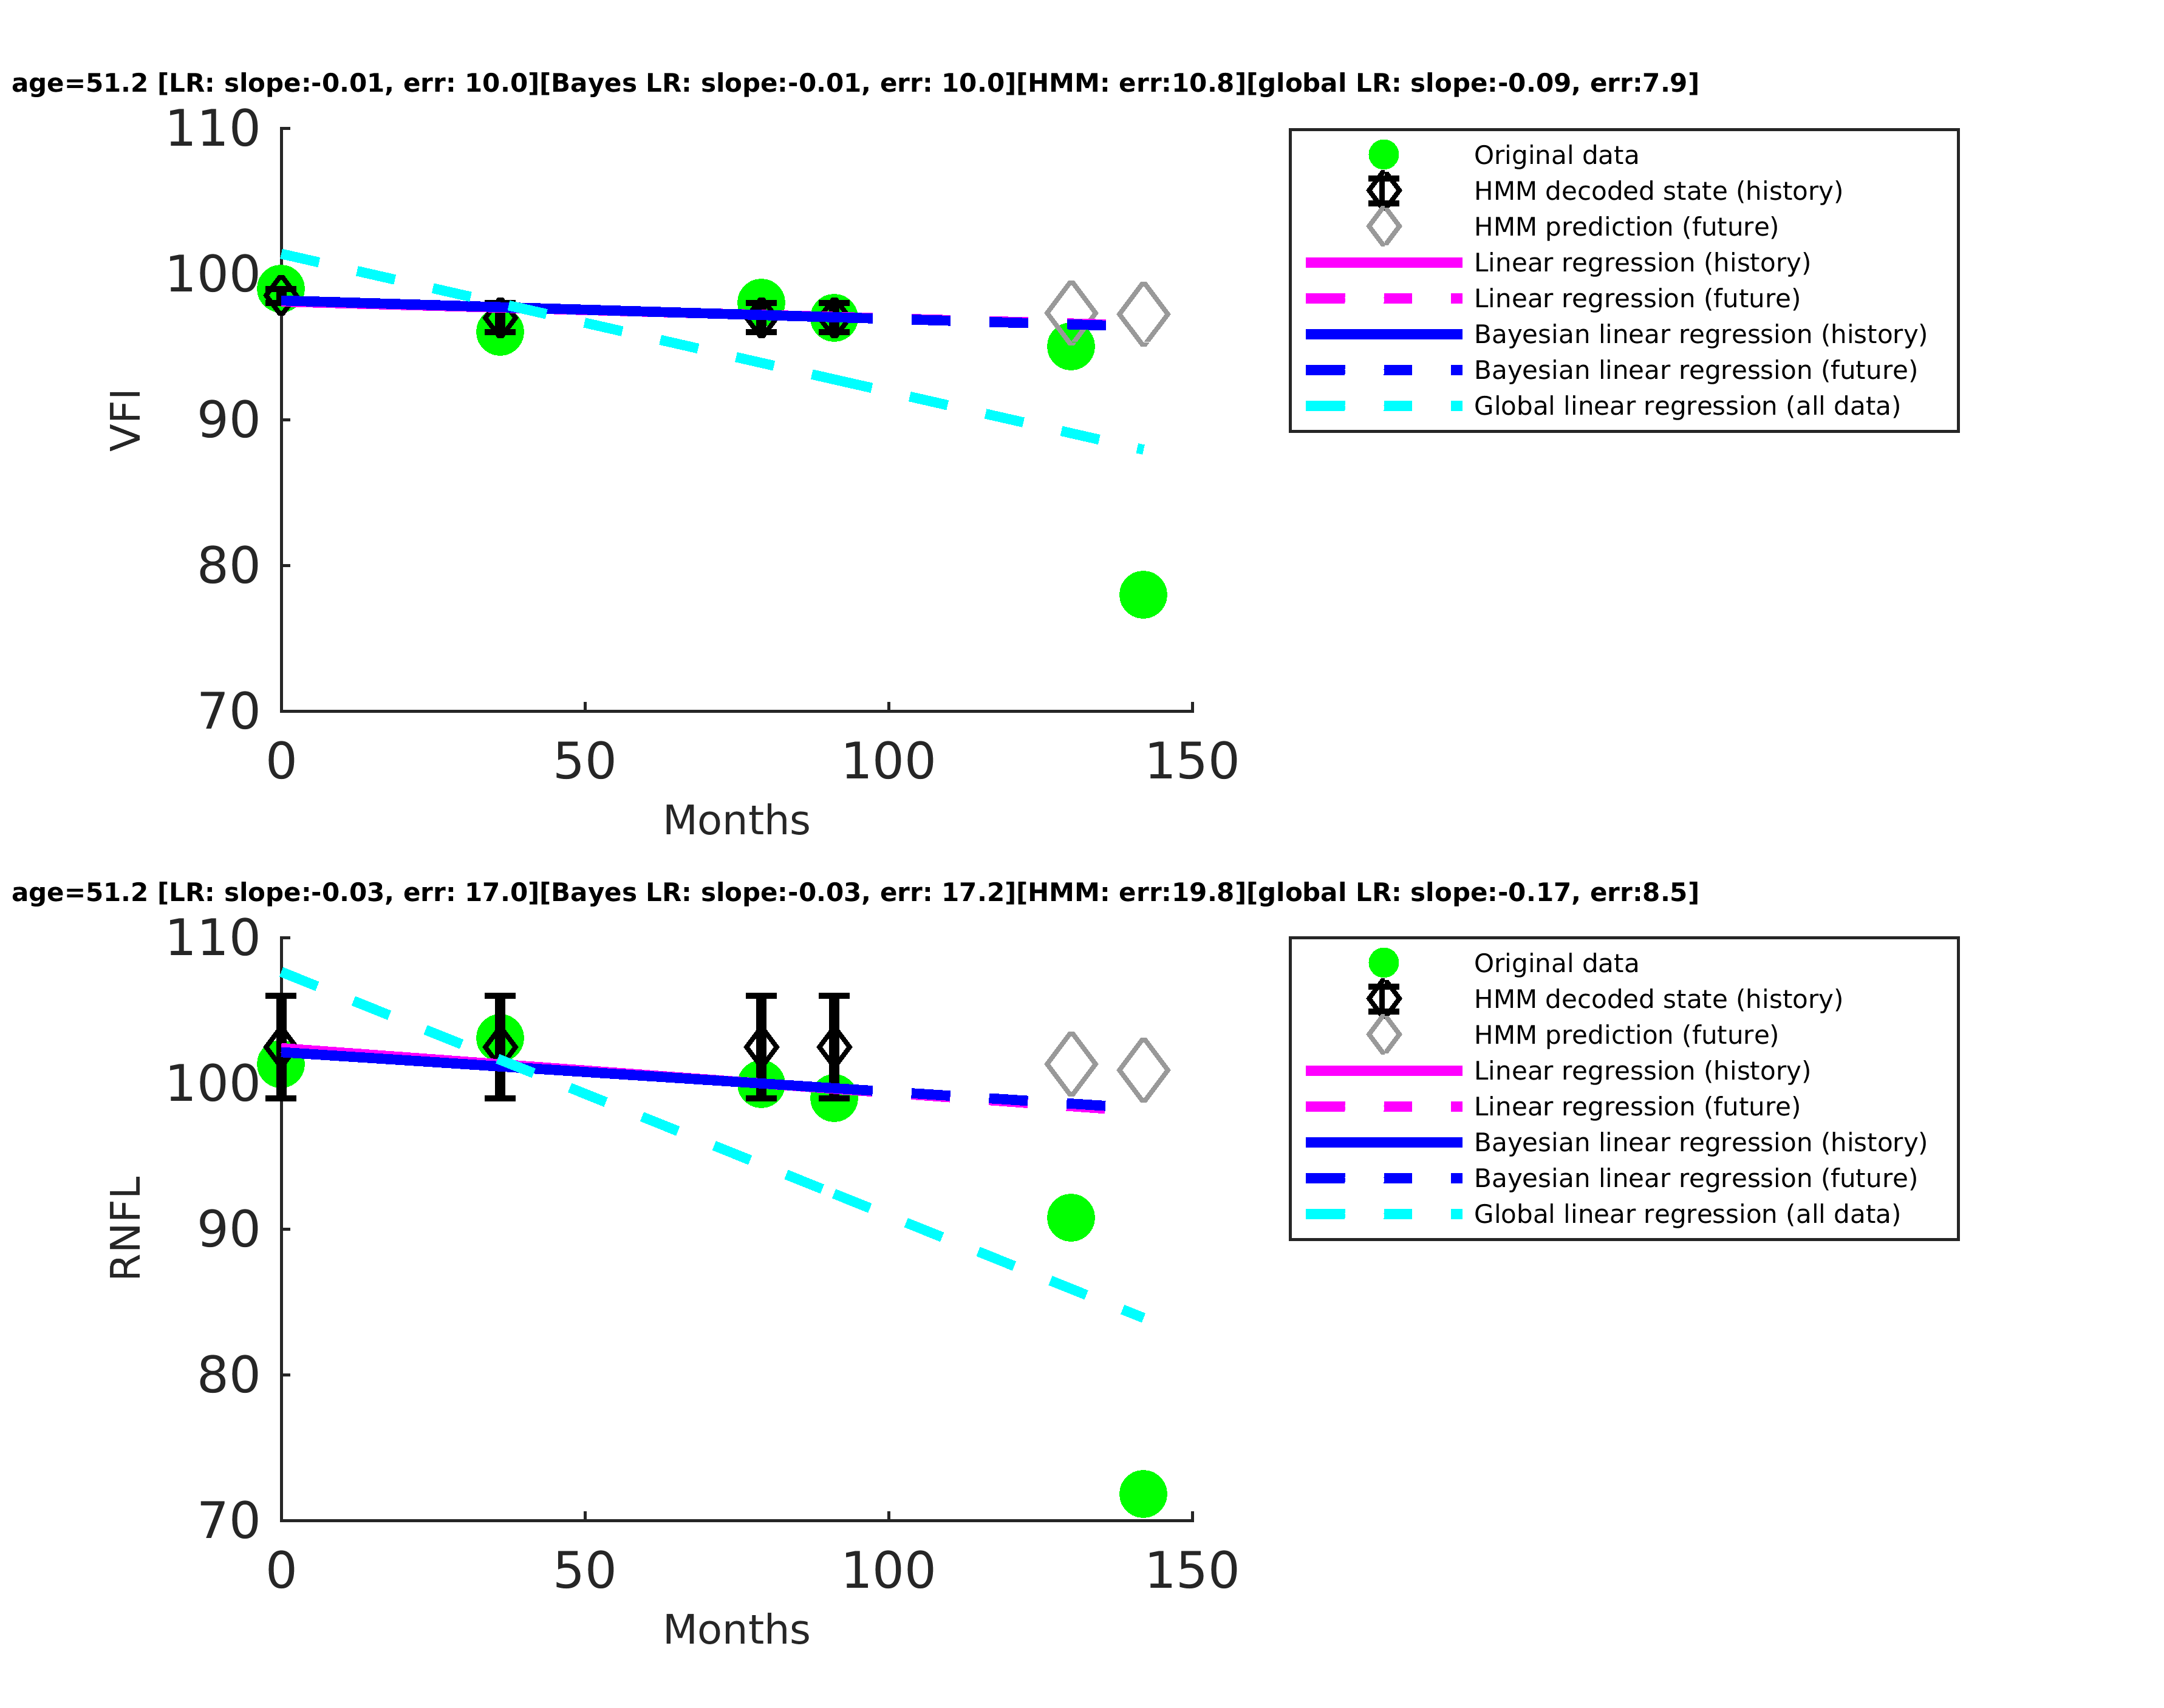 age=51.2 [LR: slope:-0.01, err: 10.0][Bayes LR: slope:-0.01, err: 10.0][HMM: err:10.8][global LR: slope:-0.09, err:7.9]
110
100
90
80
70
VFI
0 50 100 150
Months
Original data
HMM decoded state (history)
HMM prediction (future)
Linear regression (history)
Linear regression (future)
Bayesian linear regression (history)
Bayesian linear regression (future)
Global linear regression (all data)
age=51.2 [LR: slope:-0.03, err: 17.0][Bayes LR: slope:-0.03, err: 17.2][HMM: err:19.8][global LR: slope:-0.17, err:8.5]
110
100
90
80
70
RNFL
0 50 100 150
Months
Original data
HMM decoded state (history)
HMM prediction (future)
Linear regression (history)
Linear regression (future)
Bayesian linear regression (history)
Bayesian linear regression (future)
Global linear regression (all data)